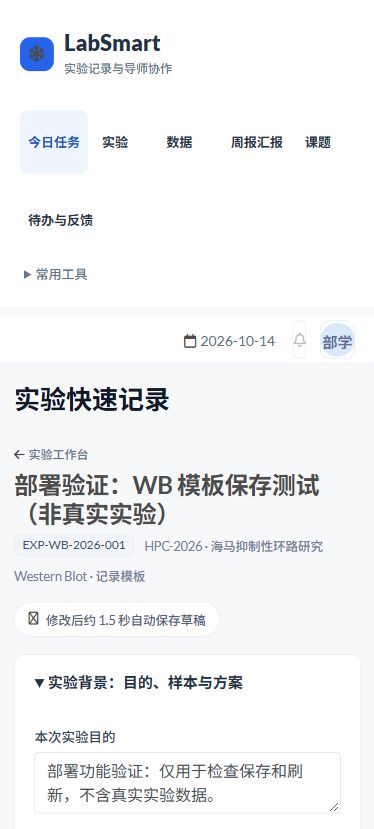 LabSmart
实验记录与导师协作
今日任务 实验 数据 周报汇报 课题
待办与反馈
▶ 常用工具
2026-10-14 部学
实验快速记录
← 实验工作台
部署验证：WB 模板保存测试
（非真实实验）
EXP-WB-2026-001 HPC-2026 · 海马抑制性环路研究
Western Blot · 记录模板
修改后约 1.5 秒自动保存草稿
▼ 实验背景：目的、样本与方案
本次实验目的
部署功能验证：仅用于检查保存和刷
新，不含真实实验数据。